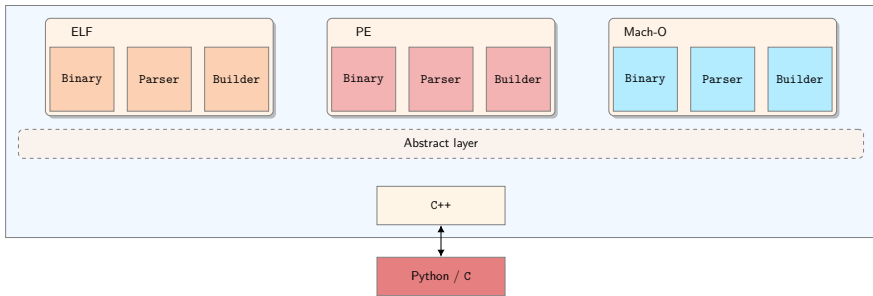 ELF
PE
Mach-O
Binary
Parser
Builder
Binary
Parser
Builder
Binary
Parser
Builder
Abstract layer
C++
Python / C